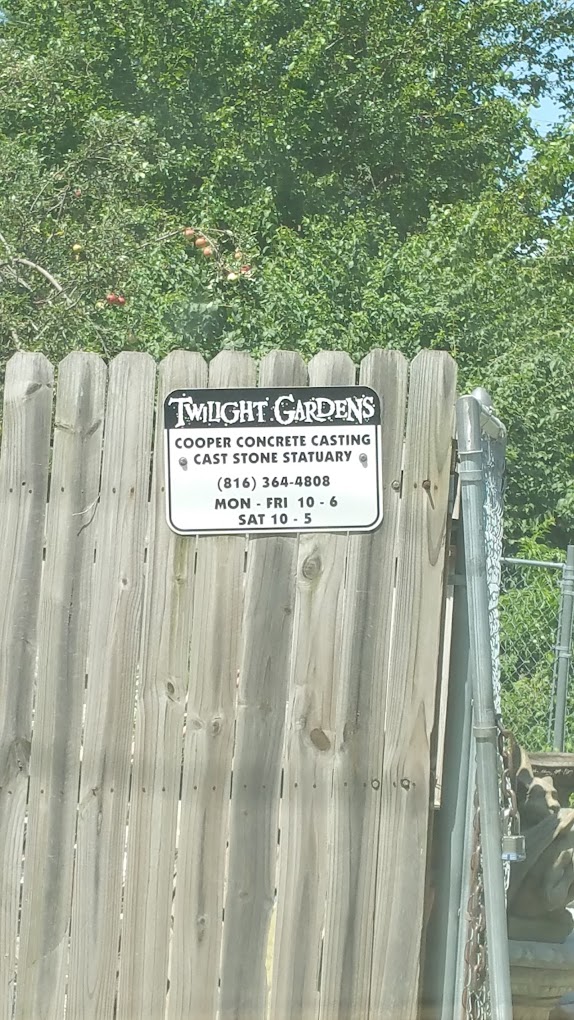 TWILIGHT GARDENS
COOPER CONCRETE CASTING
CAST STONE STATUARY
(816) 364-4808
MON - FRI 10 - 6
SAT 10 - 5